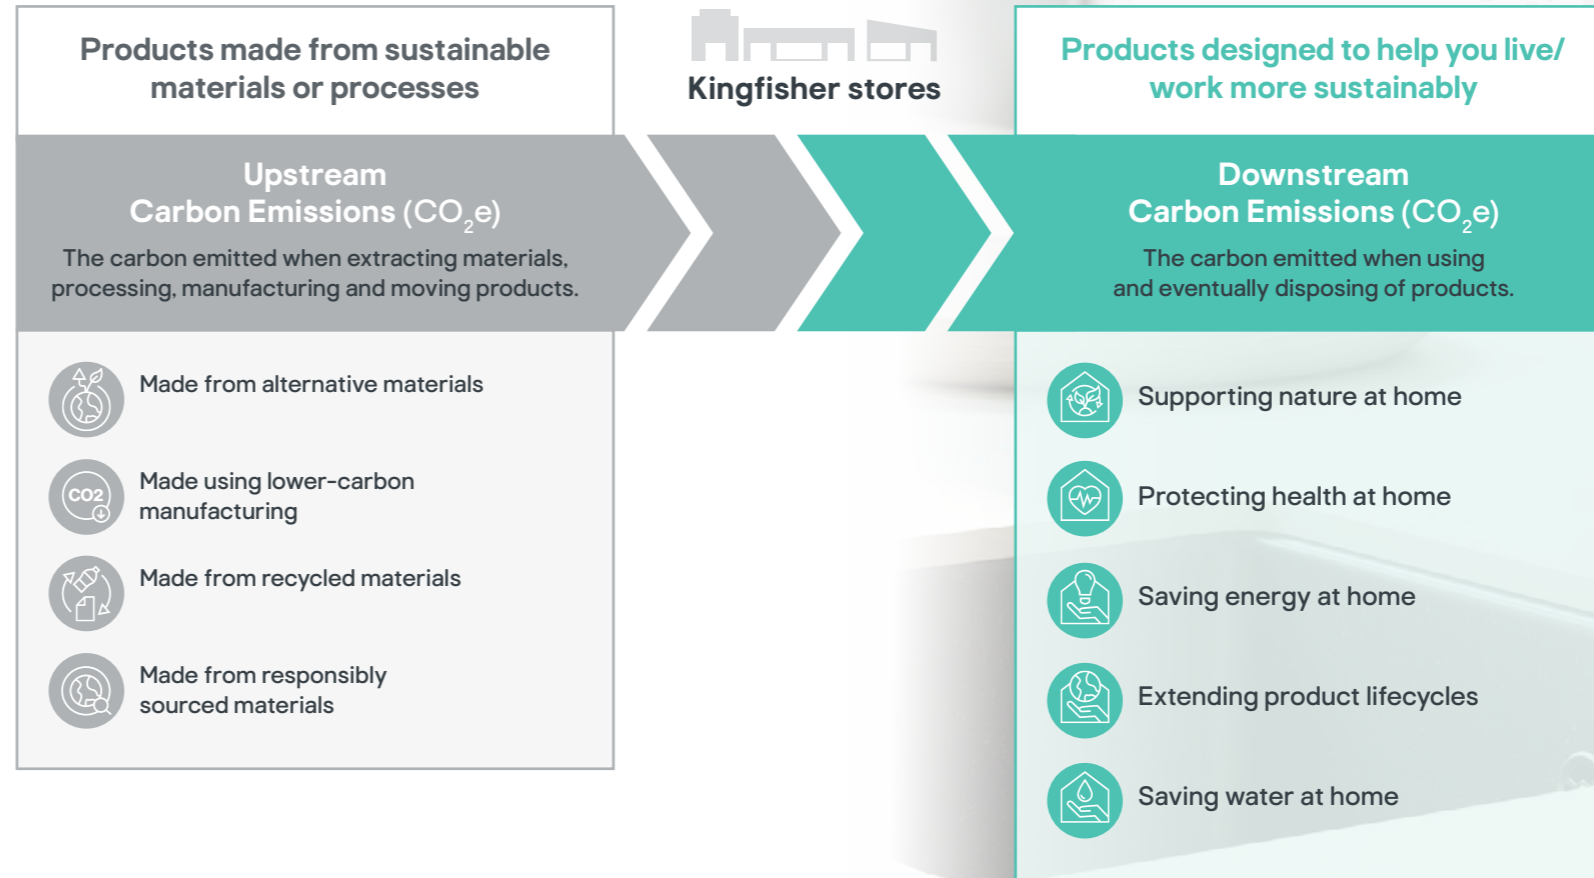 Products made from sustainable
materials or processes
Upstream
Carbon Emissions (CO₂e)
The carbon emitted when extracting materials,
processing, manufacturing and moving products.
Made from alternative materials
CO2
Made using lower-carbon
manufacturing
Made from recycled materials
Made from responsibly
sourced materials
Kingfisher stores
Products designed to help you live/
work more sustainably
Downstream
Carbon Emissions (CO₂e)
The carbon emitted when using
and eventually disposing of products.
Supporting nature at home
Protecting health at home
Saving energy at home
Extending product lifecycles
Saving water at home